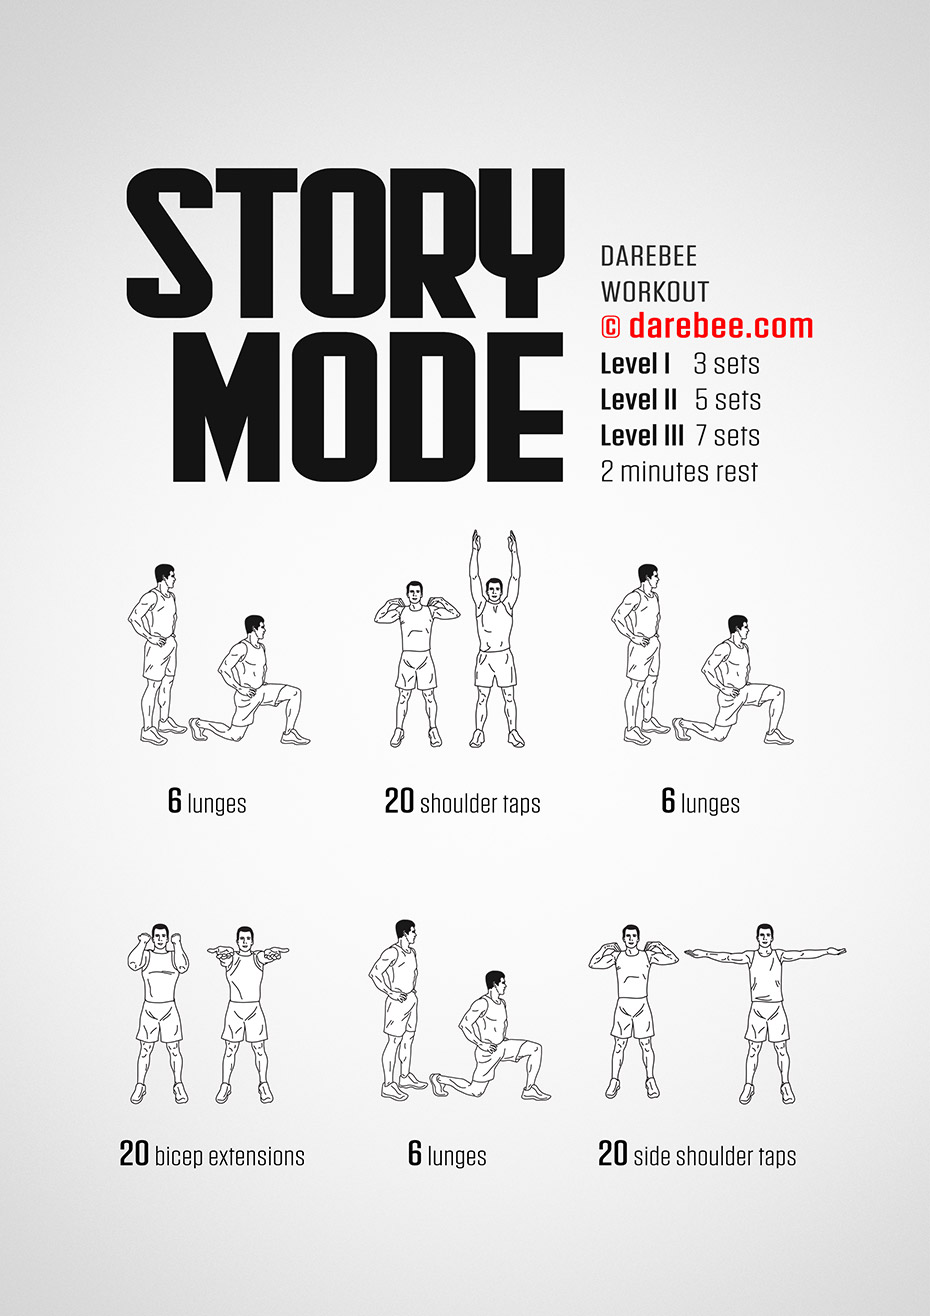 STORY
MODE
DAREBEE
WORKOUT
© darebee.com
Level I 3 sets
Level II 5 sets
Level III 7 sets
2 minutes rest
6 lunges
20 shoulder taps
6 lunges
20 bicep extensions
6 lunges
20 side shoulder taps